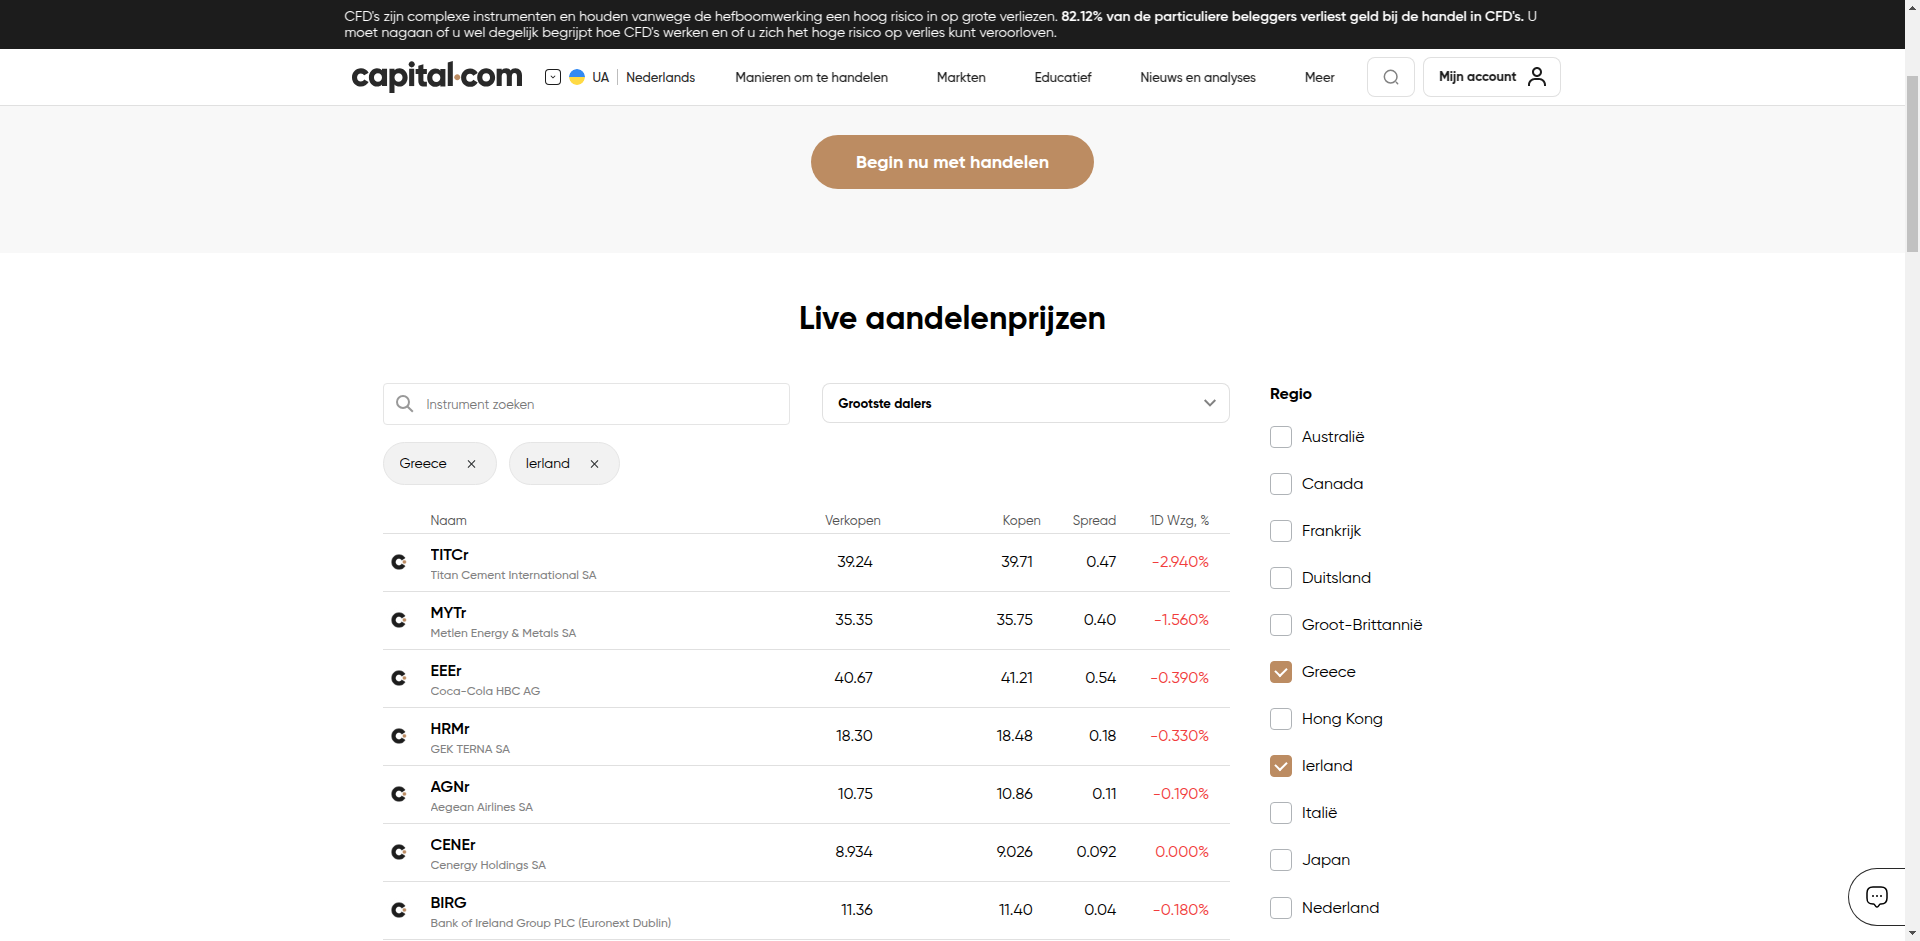 CFD's zijn complexe instrumenten en houden vanwege de hefboomwerking een hoog risico in op grote verliezen. 82.12% van de particuliere beleggers verliest geld bij de handel in CFD's. U
moet nagaan of u wel degelijk begrijpt hoe CFD's werken en of u zich het hoge risico op verlies kunt veroorloven.
capital.com UA Nederlands Manieren om te handelen Markten Educatief Nieuws en analyses Meer Mijn account
Begin nu met handelen
Live aandelenprijzen
Instrument zoeken
Grootste dalers
Greece
Ierland
Naam Verkopen Kopen Spread 1D Wzg, %
TITCr 39.24 39.71 0.47 -2.940%
Titan Cement International SA
MYTr 35.35 35.75 0.40 -1.560%
Metlen Energy & Metals SA
EEEr 40.67 41.21 0.54 -0.390%
Coca-Cola HBC AG
HRMr 18.30 18.48 0.18 -0.330%
GEK TERNA SA
AGNr 10.75 10.86 0.11 -0.190%
Aegean Airlines SA
CENEr 8.934 9.026 0.092 0.000%
Cenergy Holdings SA
BIRG 11.36 11.40 0.04 -0.180%
Bank of Ireland Group PLC (Euronext Dublin)
Regio
Australië
Canada
Frankrijk
Duitsland
Groot-Brittannië
Greece
Hong Kong
Ierland
Italië
Japan
Nederland